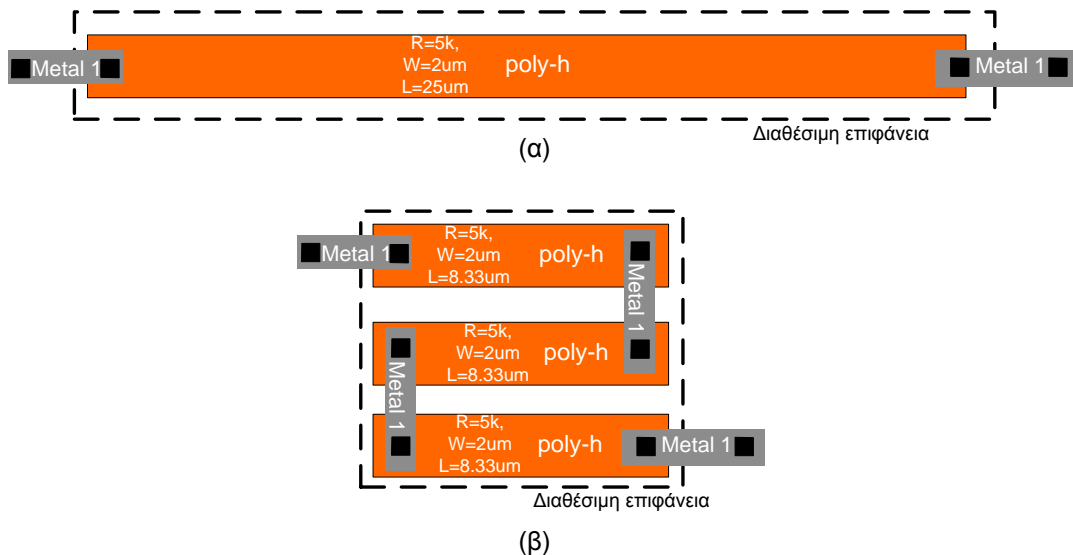 R=5k,
W=2um
L=25um
poly-h
Metal 1
Metal 1
Διαθέσιμη επιφάνεια
(α)
R=5k,
W=2um
L=8.33um
poly-h
Metal 1
Metal 1
R=5k,
W=2um
L=8.33um
poly-h
Metal 1
R=5k,
W=2um
L=8.33um
poly-h
Metal 1
Διαθέσιμη επιφάνεια
(β)